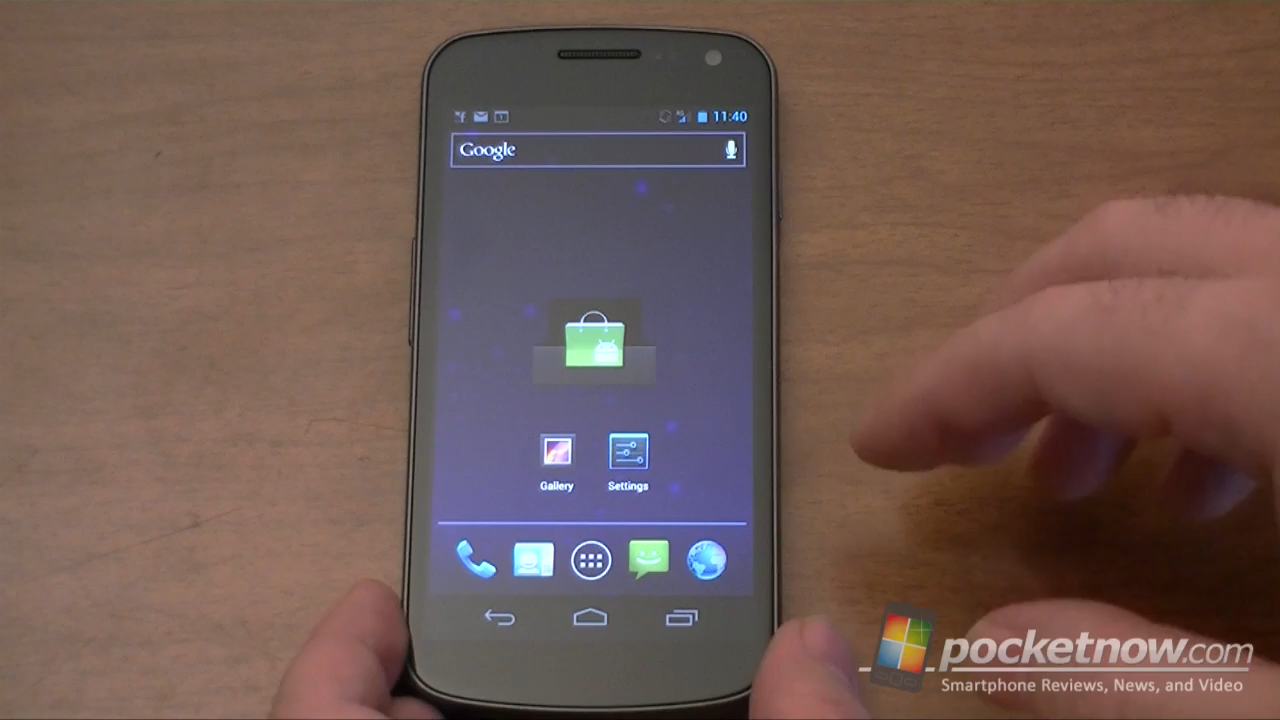 11:40
Google
Gallery
Settings
pocketnow.com
Smartphone Reviews, News, and Video